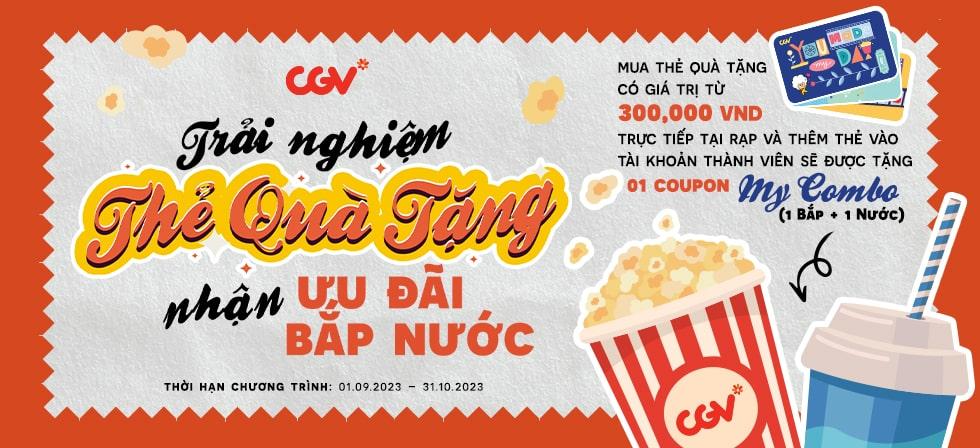 CGV
Trải nghiệm
Thẻ Quà Tặng
nhận ƯU ĐÃI
BẮP NƯỚC
THỜI HẠN CHƯƠNG TRÌNH: 01.09.2023 – 31.10.2023
MUA THẺ QUÀ TẶNG
CÓ GIÁ TRỊ TỪ
300,000 VND
TRỰC TIẾP TẠI RẠP VÀ THÊM THẺ VÀO
TÀI KHOẢN THÀNH VIÊN SẼ ĐƯỢC TẶNG
01 COUPON My Combo
(1 Bắp + 1 Nước)
CGV
CGV